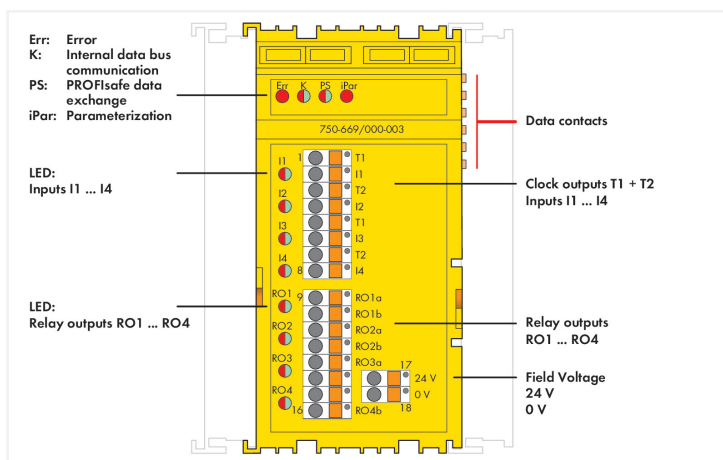 Err: Error
K: Internal data bus
communication
PS: PROFIsafe data
exchange
iPar: Parameterization
Err K PS iPar
750-669/000-003
Data contacts
LED:
Inputs I1 ... I4
I1
I2
I3
I4
1
8
T1
I1
T2
I2
T1
I3
T2
I4
Clock outputs T1 + T2
Inputs I1 ... I4
LED:
Relay outputs RO1 ... RO4
RO1
RO2
RO3
RO4
9
16
RO1a
RO1b
RO2a
RO2b
RO3a
RO4b
17
24 V
0 V
18
Relay outputs
RO1 ... RO4
Field Voltage
24 V
0 V